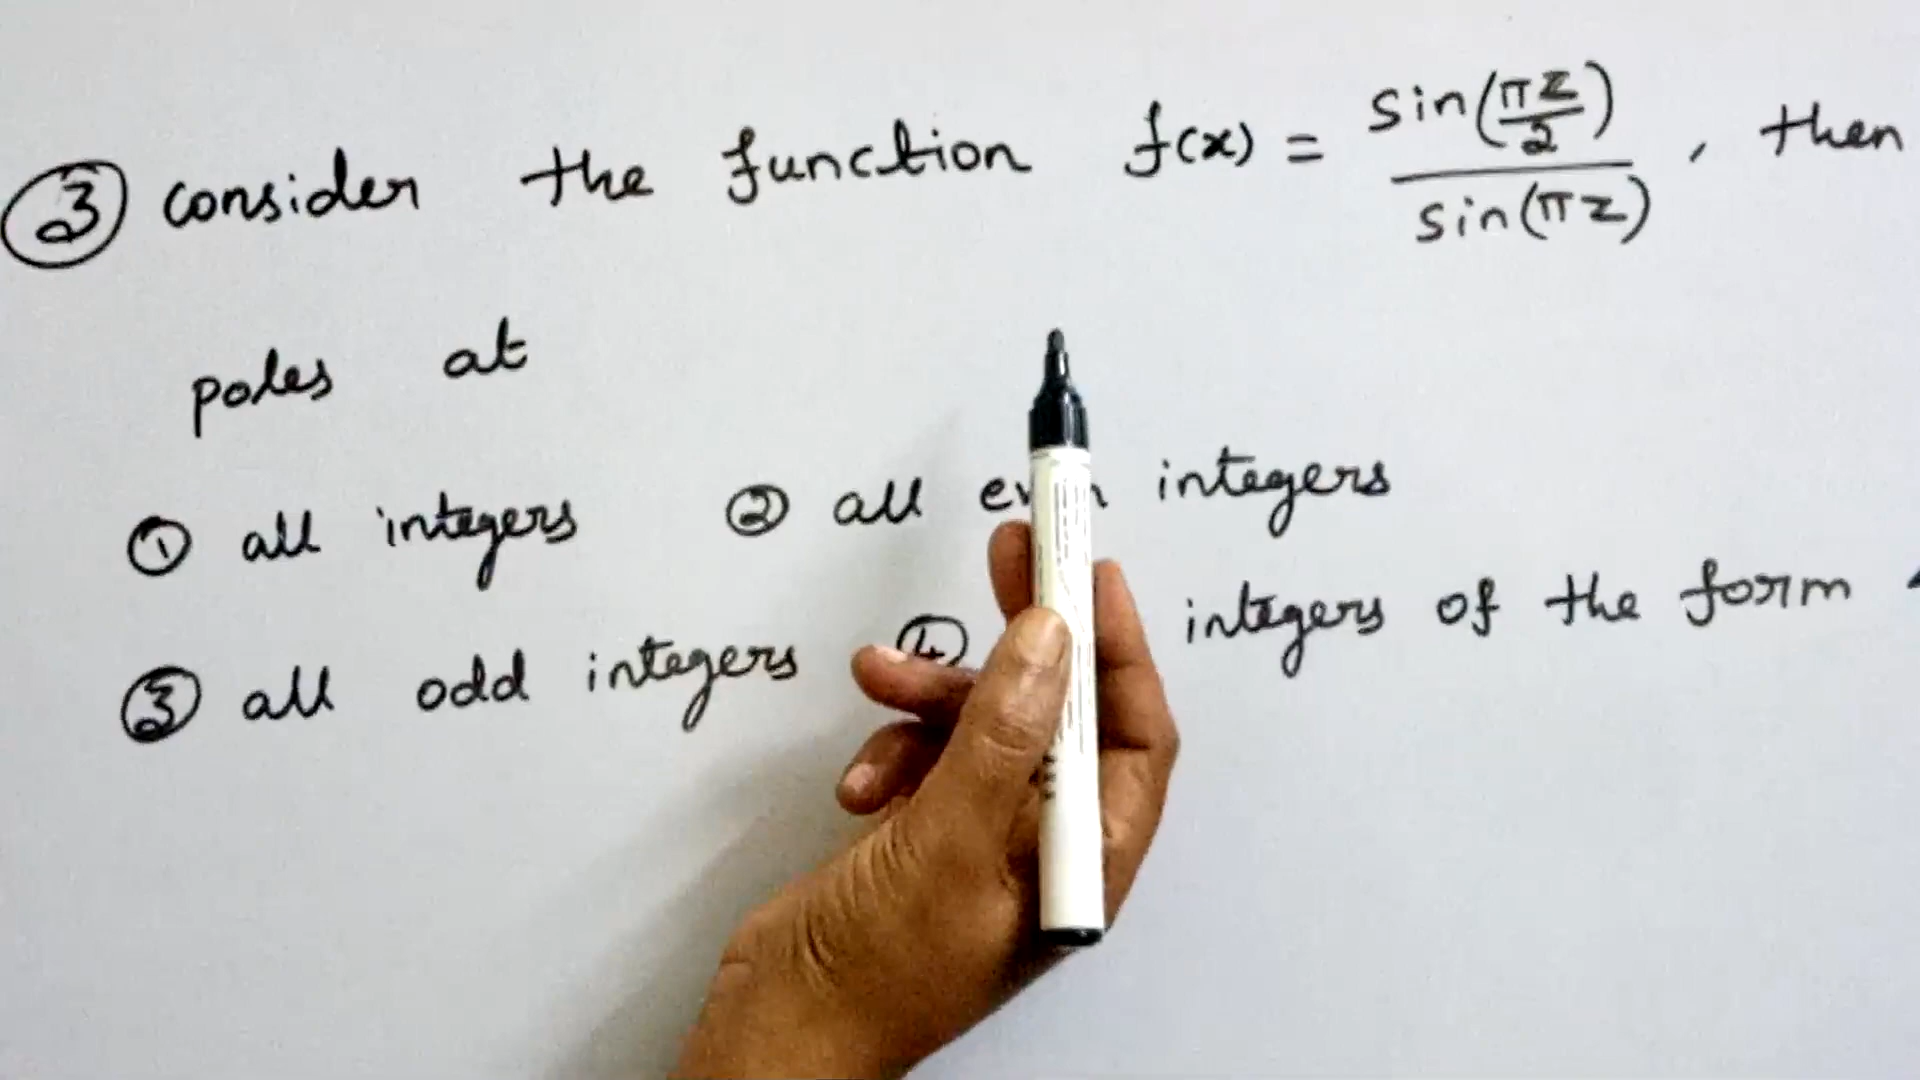 ③ consider the function f(x) = sin(πz/2) / sin(πz) , then
poles at
① all integers ② all integers
③ all odd integers ④ integers of the form